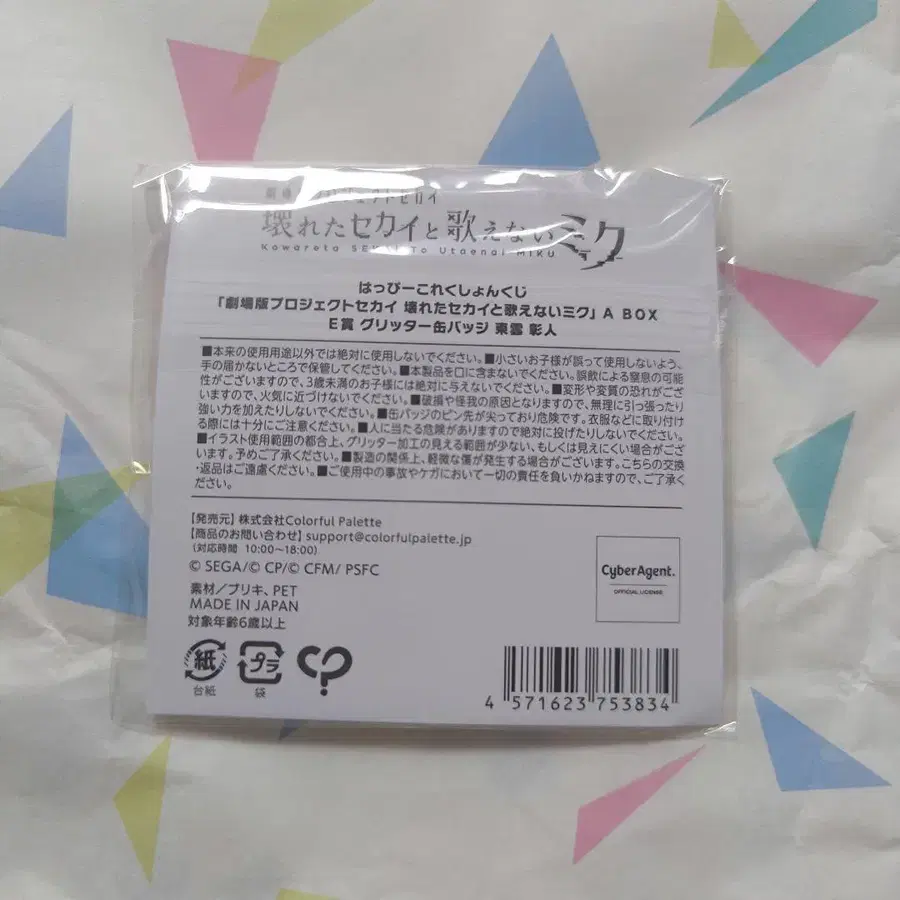 劇場版プロジェクトセカイ
壊れたセカイと歌えないミク
Kowareta SEKAI To Utaenai MIKU
はっぴーこれくしょんくじ
「劇場版プロジェクトセカイ 壊れたセカイと歌えないミク」A BOX
E賞 グリッター缶バッジ 東雲 彰人
■本来の使用用途以外では絶対に使用しないでください。■小さいお子様が誤って使用しないよう、
手の届かないところで保管してください。■本製品を口に含まないでください。誤飲による窒息の可能
性がございますので、3歳未満のお子様には絶対に与えないでください。■変形や変質の恐れがござ
いますので、火気に近づけないでください。■破損や怪我の原因となりますので、無理に引っ張ったり
強い力を加えたりしないでください。■缶バッジのピン先が尖っており危険です。衣服などに取り付け
る際には十分にご注意ください。■人に当たる危険がありますので絶対に投げたりしないでください。
■イラスト使用範囲の都合上、グリッター加工の見える範囲が少ない、もしくは見えにくい場合がござ
います。予めご了承ください。■製造の関係上、軽微な傷が発生する場合がございます。こちらの交換
・返品はご遠慮ください。■ご使用中の事故やケガにおいて一切の責任を負いかねますので、ご了承く
ださい。
【発売元】株式会社Colorful Palette
【商品のお問い合わせ】support@colorfulpalette.jp
(対応時間 10:00~18:00)
© SEGA/© CP/© CFM/ PSFC
素材/ブリキ、PET
MADE IN JAPAN
対象年齢6歳以上
CyberAgent.
OFFICIAL LICENSE
紙
台紙
プラ
袋
4 571623 753834